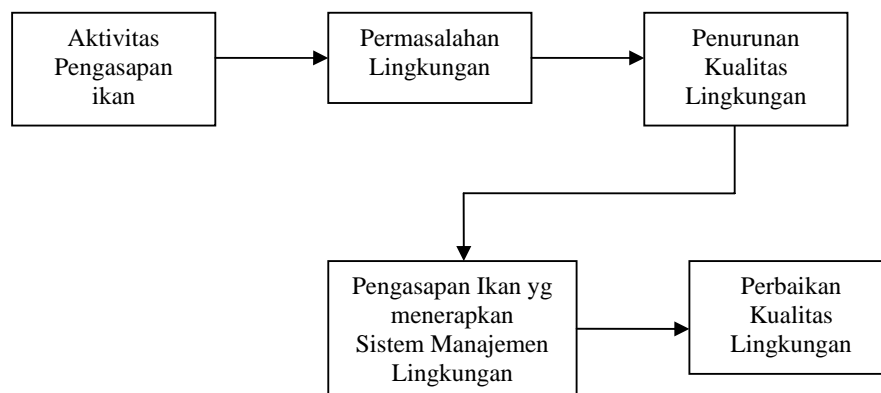 Aktivitas
Pengasapan
ikan
Permasalahan
Lingkungan
Penurunan
Kualitas
Lingkungan
Pengasapan Ikan yg
menerapkan
Sistem Manajemen
Lingkungan
Perbaikan
Kualitas
Lingkungan